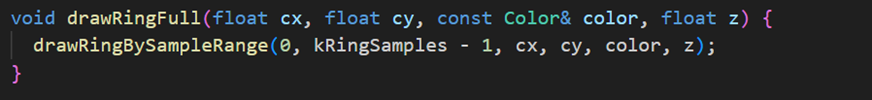 void drawRingFull(float cx, float cy, const Color& color, float z) {
  drawRingBySampleRange(0, kRingSamples - 1, cx, cy, color, z);
}